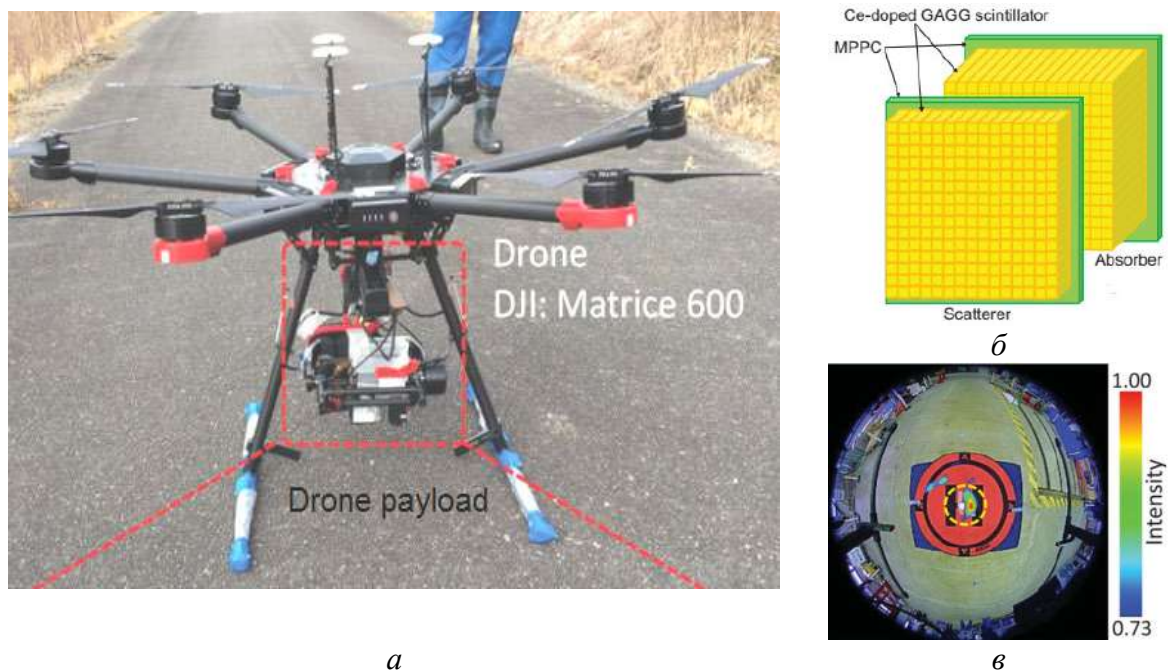 Drone
DJI: Matrice 600
Drone payload
а
Ce-doped GAGG scintillator
MPPC
Absorber
Scatterer
б
1.00
Intensity
0.73
в